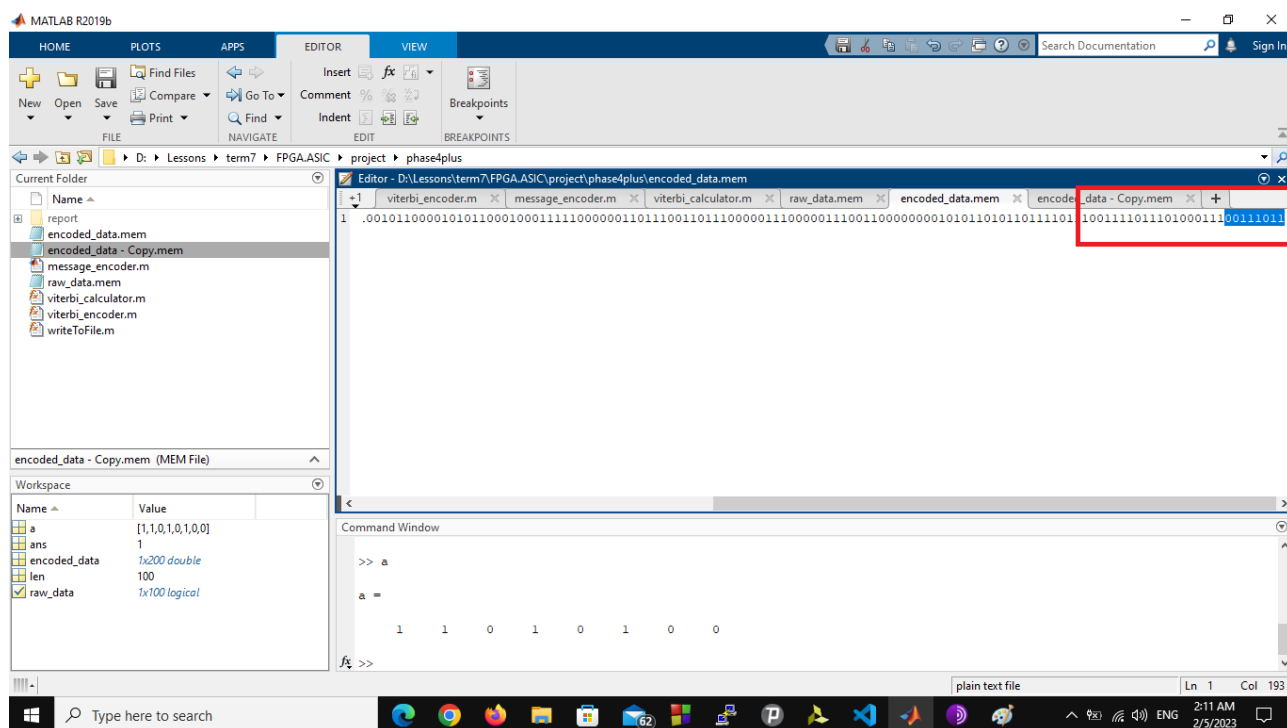 MATLAB R2019b
HOME PLOTS APPS EDITOR VIEW
Search Documentation Sign In
New Open Save Find Files Compare Print
FILE
Go To Find
NAVIGATE
Insert fx
Comment
Indent
EDIT
Breakpoints
BREAKPOINTS
D: Lessons term7 FPGA.ASIC project phase4plus
Current Folder
Name
report
encoded_data.mem
encoded_data - Copy.mem
message_encoder.m
raw_data.mem
viterbi_calculator.m
viterbi_encoder.m
writeToFile.m
encoded_data - Copy.mem (MEM File)
Workspace
Name Value
a [1,1,0,1,0,1,0,0]
ans 1
encoded_data 1x200 double
len 100
raw_data 1x100 logical
Editor - D:\Lessons\term7\FPGA.ASIC\project\phase4plus\encoded_data.mem
+1 viterbi_encoder.m message_encoder.m viterbi_calculator.m raw_data.mem encoded_data.mem encoded_data - Copy.mem +
1
Command Window
>> a
a =
1 1 0 1 0 1 0 0
fx >>
plain text file Ln 1 Col 193
Type here to search
62
ENG
2:11 AM
2/5/2023